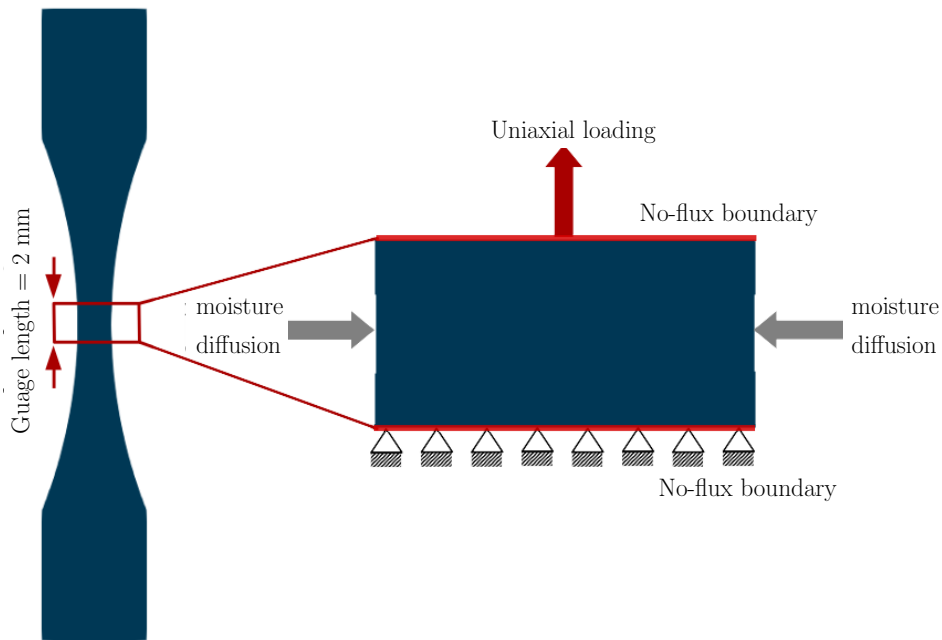 Uniaxial loading
No-flux boundary
Guage length = 2 mm
moisture
diffusion
moisture
diffusion
No-flux boundary